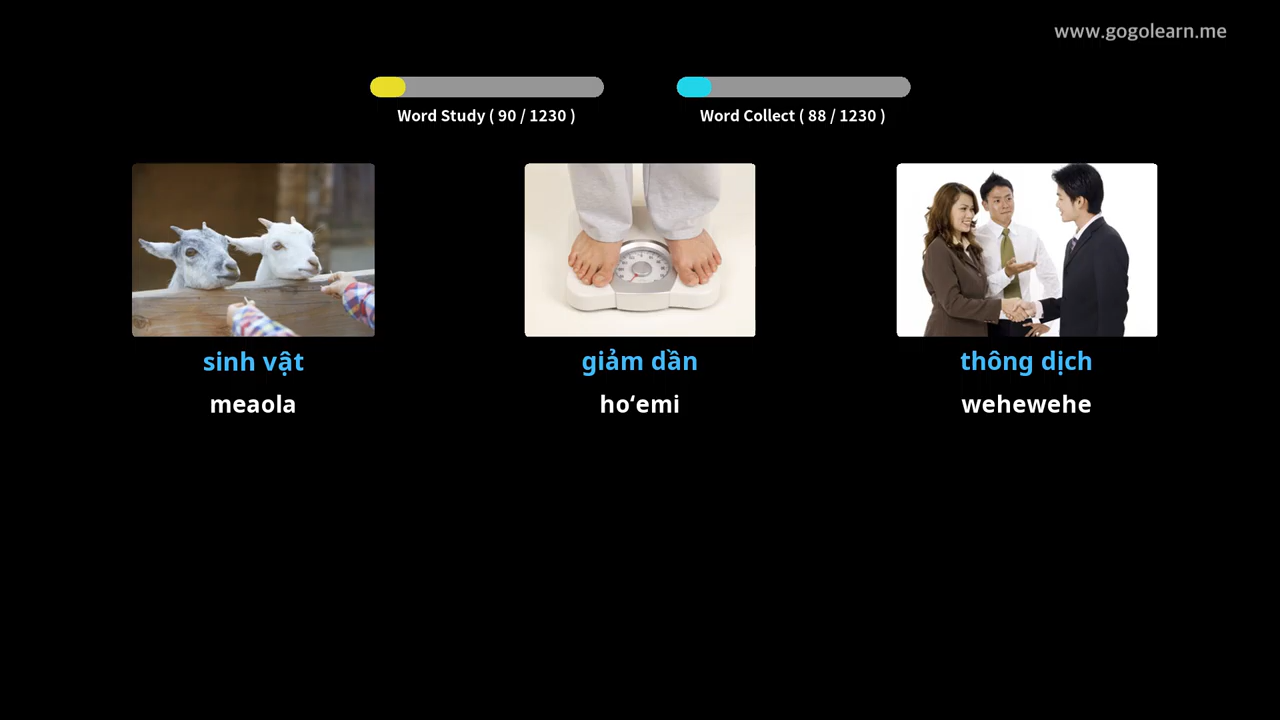 www.gogolearn.me
Word Study ( 90 / 1230 )
Word Collect ( 88 / 1230 )
sinh vật
giảm dần
thông dịch
meaola
hoʻemi
wehewehe